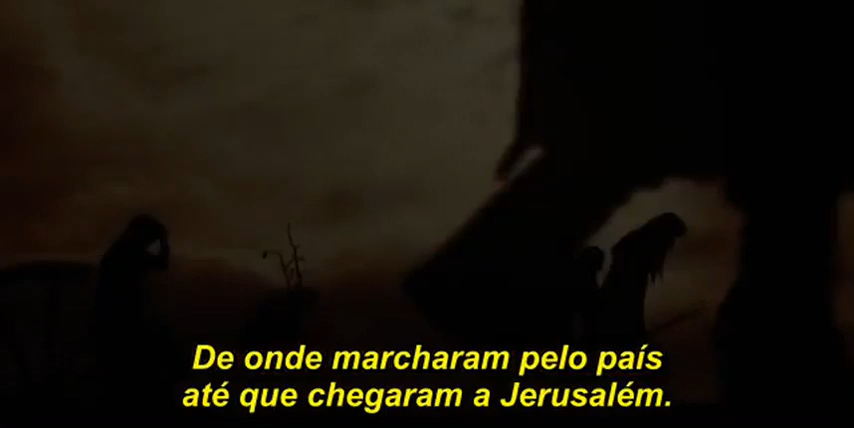 De onde marcharam pelo país
até que chegaram a Jerusalém.